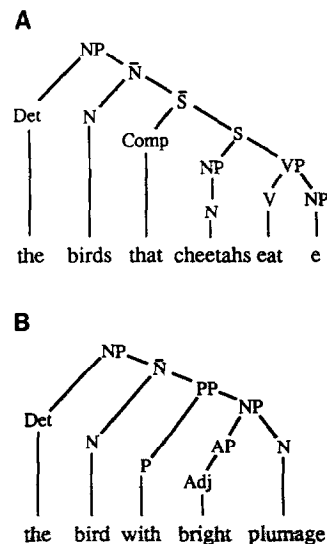 A
NP
N̄
S̄
Det
N
Comp
S
NP
VP
N
V
NP
the birds that cheetahs eat e
B
NP
N̄
PP
Det
NP
N
AP
N
P
Adj
the bird with bright plumage